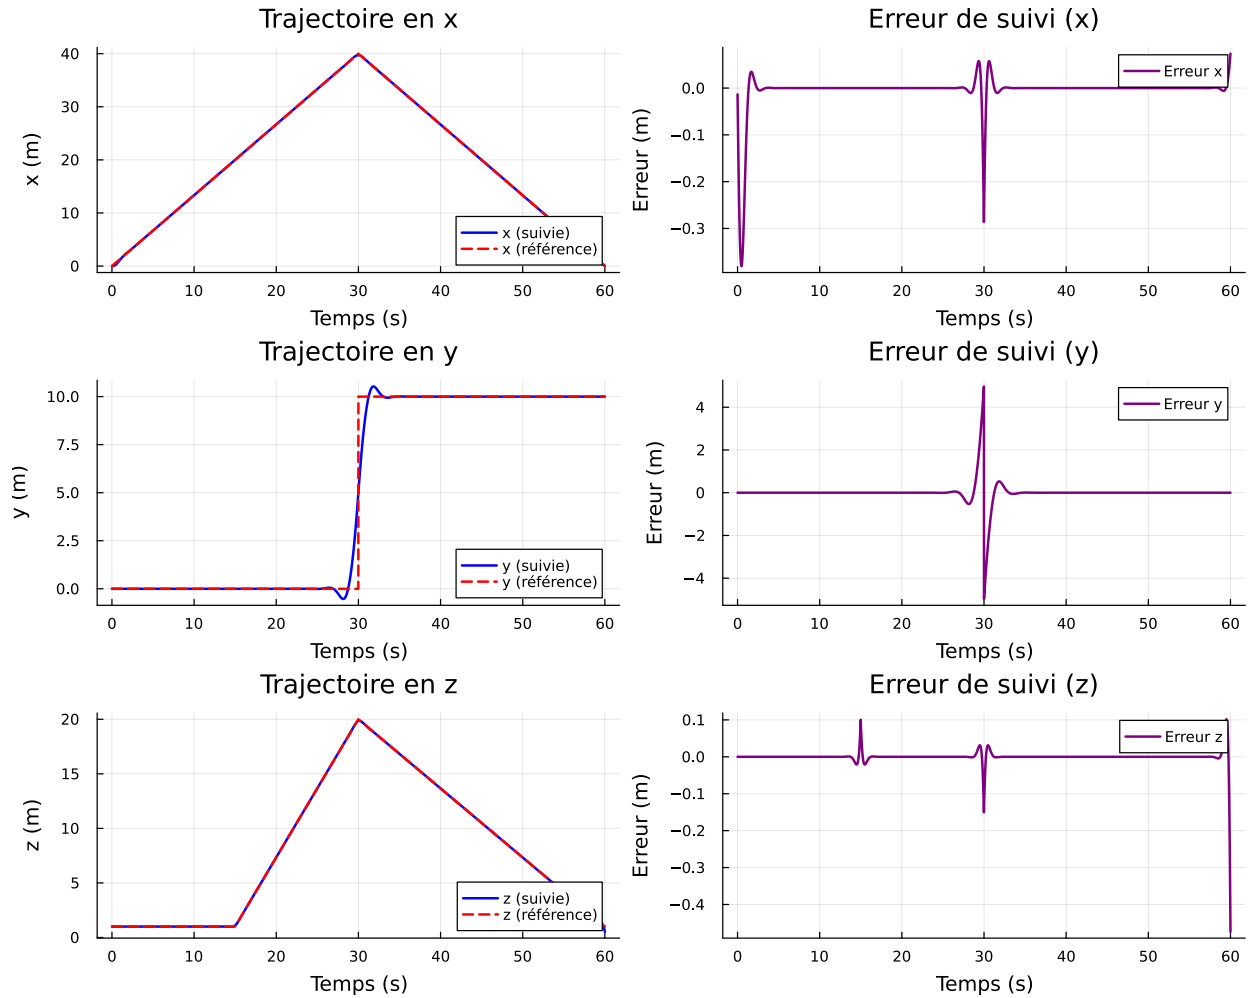 Trajectoire en x
40
30
20
10
0
x (m)
x (suivie)
x (référence)
0 10 20 30 40 50 60
Temps (s)
Erreur de suivi (x)
0.0
−0.1
−0.2
−0.3
Erreur (m)
Erreur x
0 10 20 30 40 50 60
Temps (s)
Trajectoire en y
10.0
7.5
5.0
2.5
0.0
y (m)
y (suivie)
y (référence)
0 10 20 30 40 50 60
Temps (s)
Erreur de suivi (y)
4
2
0
−2
−4
Erreur (m)
Erreur y
0 10 20 30 40 50 60
Temps (s)
Trajectoire en z
20
15
10
5
0
z (m)
z (suivie)
z (référence)
0 10 20 30 40 50 60
Temps (s)
Erreur de suivi (z)
0.1
0.0
−0.1
−0.2
−0.3
−0.4
Erreur (m)
Erreur z
0 10 20 30 40 50 60
Temps (s)